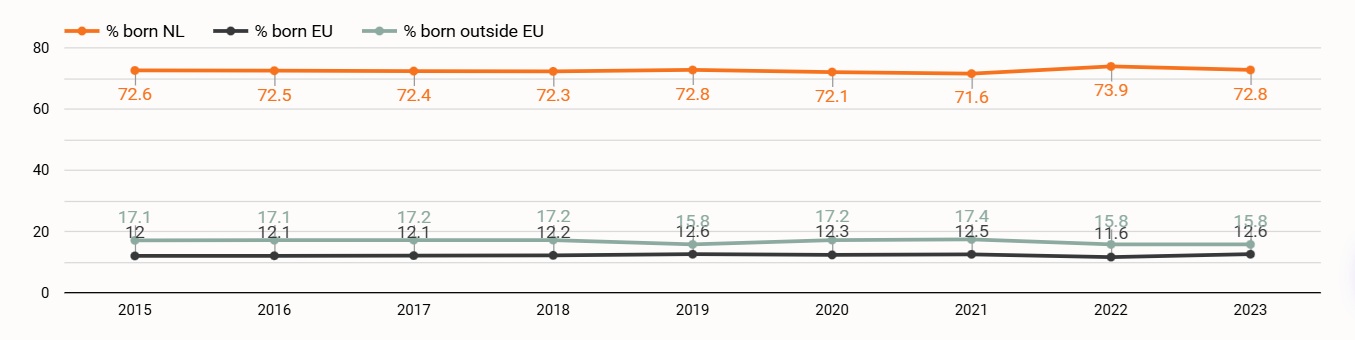 % born NL % born EU % born outside EU
80
72.6 72.5 72.4 72.3 72.8 72.1 71.6 73.9 72.8
60
40
17.1 17.1 17.2 17.2 15.8 17.2 17.4 15.8 15.8
20 12 12.1 12.1 12.2 12.6 12.3 12.5 11.6 12.6
0
2015 2016 2017 2018 2019 2020 2021 2022 2023